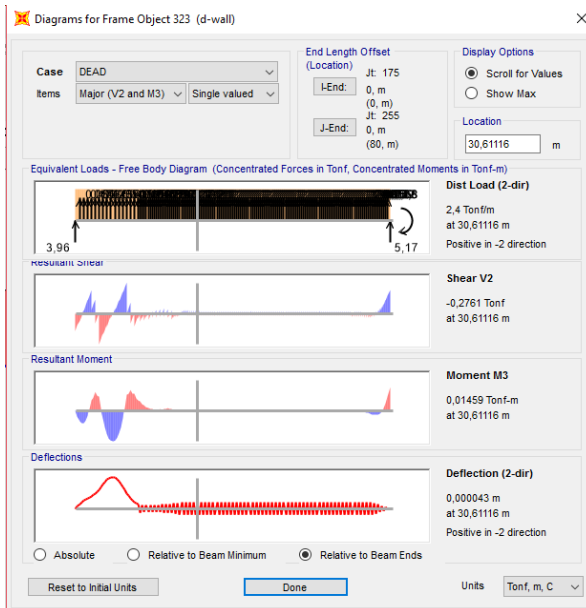 Diagrams for Frame Object 323 (d-wall)
Case DEAD
Items Major (V2 and M3) Single valued
End Length Offset
(Location)
I-End:
Jt: 175
0, m
(0, m)
J-End:
Jt: 255
0, m
(80, m)
Display Options
Scroll for Values
Show Max
Location
30,61116 m
Equivalent Loads - Free Body Diagram (Concentrated Forces in Tonf, Concentrated Moments in Tonf-m)
3,96
5,17
Dist Load (2-dir)
2,4 Tonf/m
at 30,61116 m
Positive in -2 direction
Resultant Shear
Shear V2
-0,2761 Tonf
at 30,61116 m
Resultant Moment
Moment M3
0,01459 Tonf-m
at 30,61116 m
Deflections
Deflection (2-dir)
0,000043 m
at 30,61116 m
Positive in -2 direction
Absolute Relative to Beam Minimum Relative to Beam Ends
Reset to Initial Units Done Units Tonf, m, C